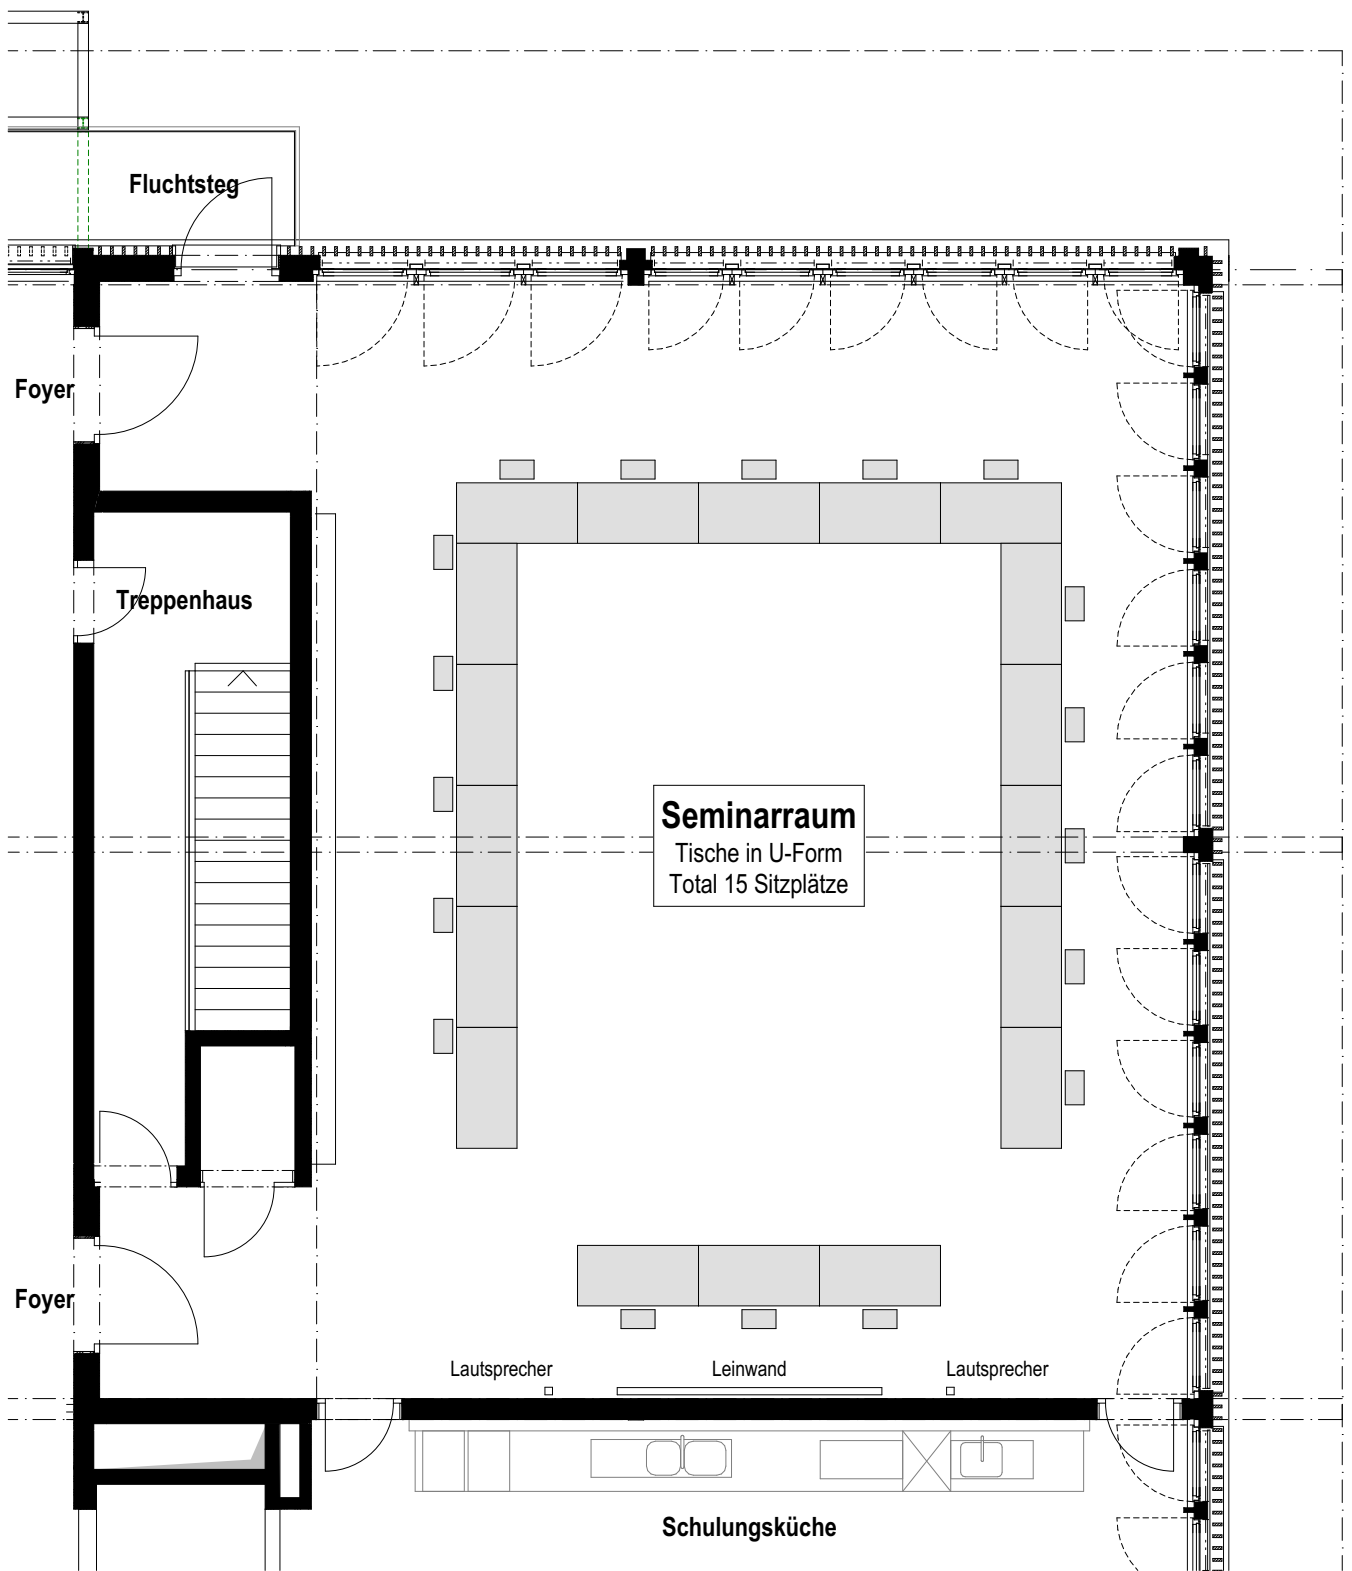 Fluchtsteg
Foyer
Treppenhaus
Seminarraum
Tische in U-Form
Total 15 Sitzplätze
Foyer
Lautsprecher
Leinwand
Lautsprecher
Schulungsküche